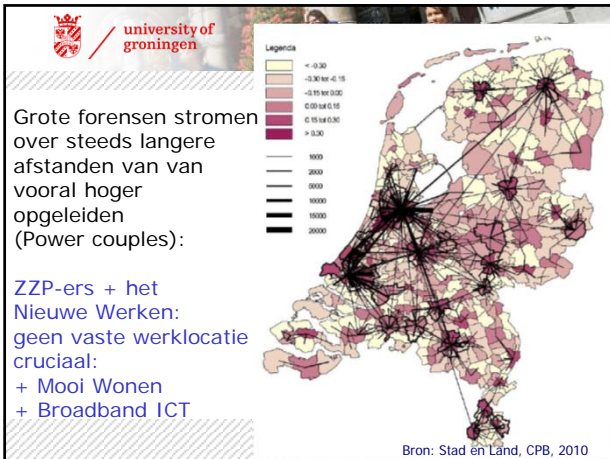 university of
groningen
Grote forensen stromen
over steeds langere
afstanden van van
vooral hoger
opgeleiden
(Power couples):
ZZP-ers + het
Nieuwe Werken:
geen vaste werklocatie
cruciaal:
+ Mooi Wonen
+ Broadband ICT
Legenda
< -0.30
-0.30 tot -0.15
-0.15 tot 0.00
0.00 tot 0.15
0.15 tot 0.30
> 0.30
1000
2000
5000
10000
15000
20000
Bron: Stad en Land, CPB, 2010